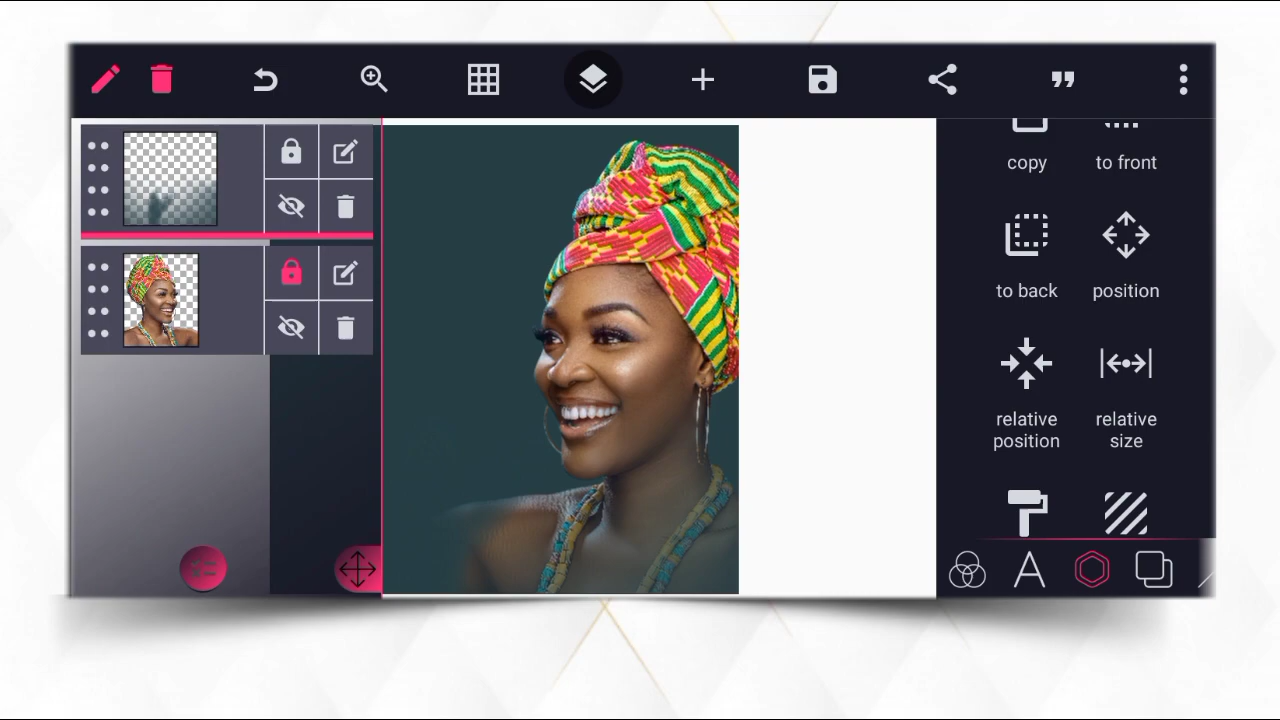 copy
to front
to back
position
relative
position
relative
size